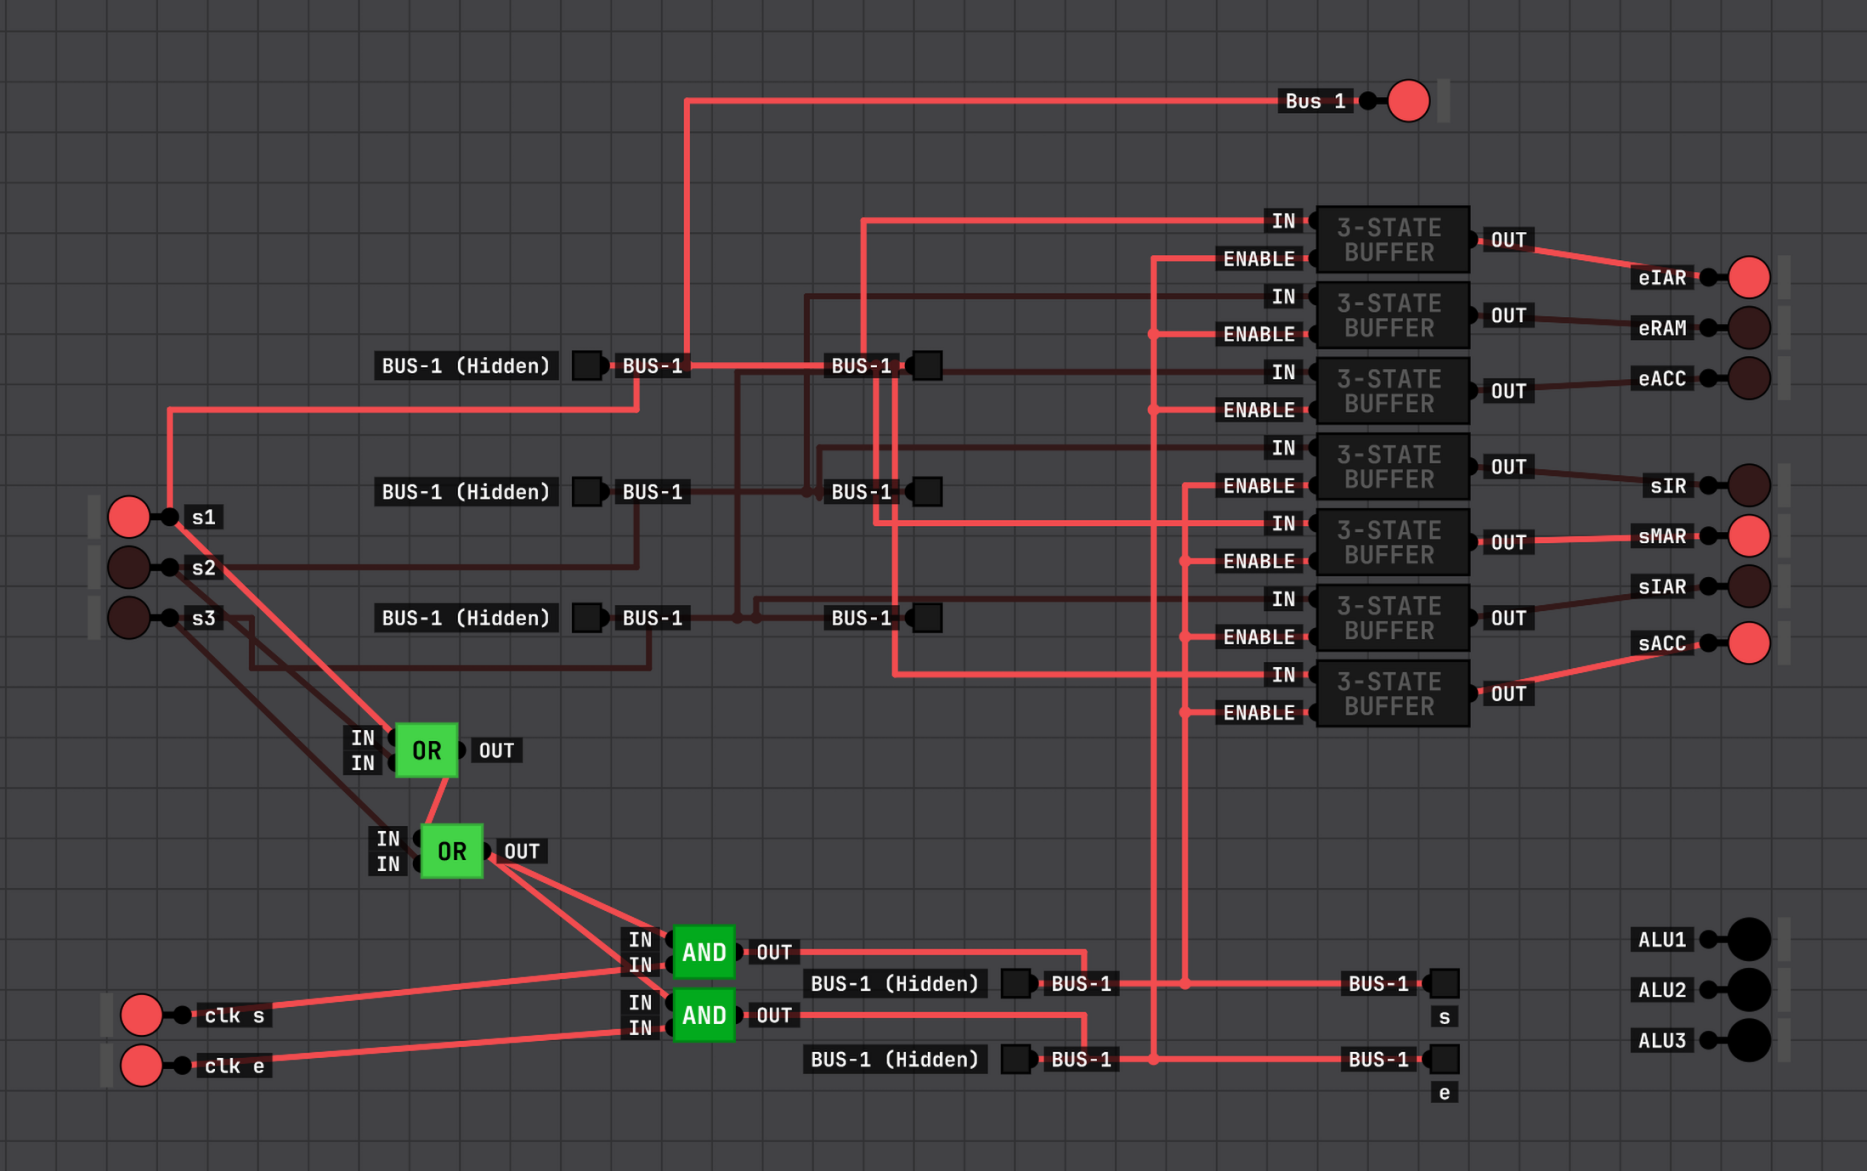 Bus 1
IN
3-STATE BUFFER
OUT
ENABLE
eIAR
IN
3-STATE BUFFER
OUT
eRAM
ENABLE
BUS-1 (Hidden)
BUS-1
BUS-1
IN
3-STATE BUFFER
OUT
eACC
ENABLE
IN
3-STATE BUFFER
OUT
sIR
BUS-1 (Hidden)
BUS-1
BUS-1
ENABLE
s1
IN
3-STATE BUFFER
OUT
sMAR
s2
ENABLE
IN
3-STATE BUFFER
OUT
sIAR
s3
BUS-1 (Hidden)
BUS-1
BUS-1
ENABLE
sACC
IN
3-STATE BUFFER
OUT
ENABLE
IN
IN
OR
OUT
IN
IN
OR
OUT
IN
IN
AND
OUT
ALU1
BUS-1 (Hidden)
BUS-1
BUS-1
s
ALU2
clk s
IN
IN
AND
OUT
ALU3
clk e
BUS-1 (Hidden)
BUS-1
BUS-1
e